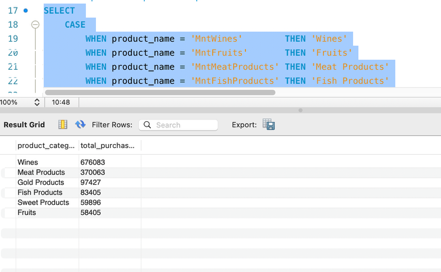 17 SELECT
18 CASE
19 WHEN product_name = 'MntWines' THEN 'Wines'
20 WHEN product_name = 'MntFruits' THEN 'Fruits'
21 WHEN product_name = 'MntMeatProducts' THEN 'Meat Products'
22 WHEN product_name = 'MntFishProducts' THEN 'Fish Products'
100% 10:48
Result Grid Filter Rows: Search Export:
product_categ... total_purchas...
Wines 676083
Meat Products 370063
Gold Products 97427
Fish Products 83405
Sweet Products 59896
Fruits 58405